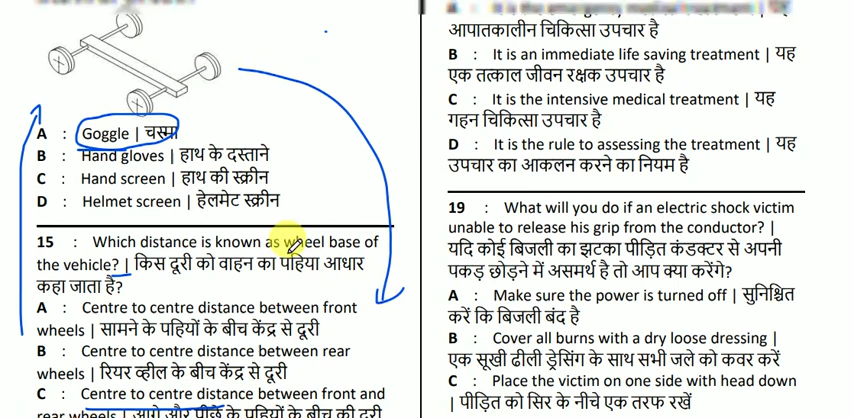 A : Goggle | चस्मा
B : Hand gloves | हाथ के दस्ताने
C : Hand screen | हाथ की स्क्रीन
D : Helmet screen | हेलमेट स्क्रीन
15 : Which distance is known as wheel base of
the vehicle? | किस दूरी को वाहन का पहिया आधार
कहा जाता है?
A : Centre to centre distance between front
wheels | सामने के पहियों के बीच केंद्र से दूरी
B : Centre to centre distance between rear
wheels | रियर व्हील के बीच केंद्र से दूरी
C : Centre to centre distance between front and
rear wheels | आगे और पीछे के पहियों के बीच की दूरी
आपातकालीन चिकित्सा उपचार है
B : It is an immediate life saving treatment | यह
एक तत्काल जीवन रक्षक उपचार है
C : It is the intensive medical treatment | यह
गहन चिकित्सा उपचार है
D : It is the rule to assessing the treatment | यह
उपचार का आकलन करने का नियम है
19 : What will you do if an electric shock victim
unable to release his grip from the conductor? |
यदि कोई बिजली का झटका पीड़ित कंडक्टर से अपनी
पकड़ छोड़ने में असमर्थ है तो आप क्या करेंगे?
A : Make sure the power is turned off | सुनिश्चित
करें कि बिजली बंद है
B : Cover all burns with a dry loose dressing |
एक सूखी ढीली ड्रेसिंग के साथ सभी जले को कवर करें
C : Place the victim on one side with head down
| पीड़ित को सिर के नीचे एक तरफ रखें